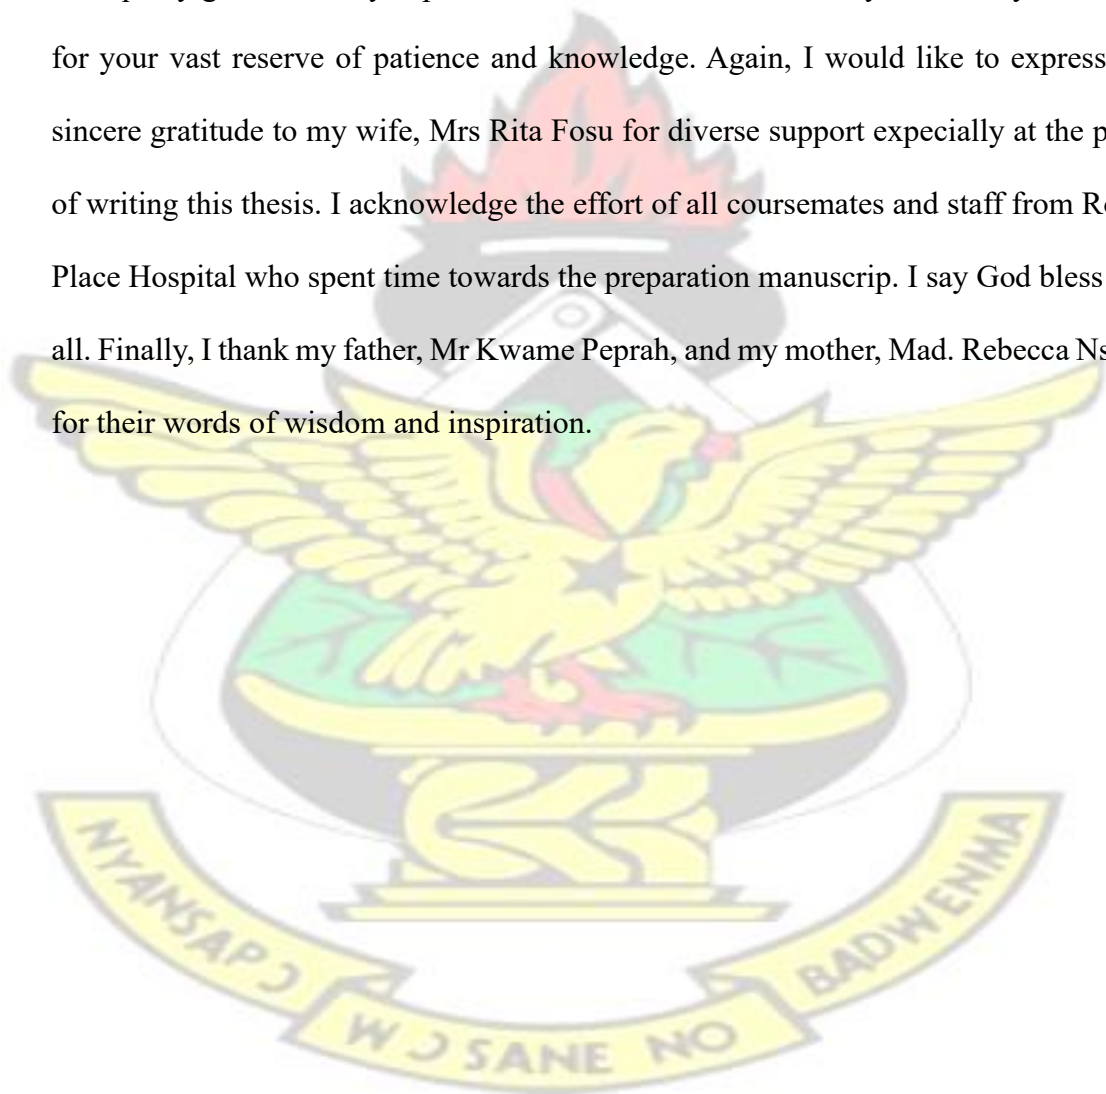 for your vast reserve of patience and knowledge. Again, I would like to express
sincere gratitude to my wife, Mrs Rita Fosu for diverse support expecially at the
of writing this thesis. I acknowledge the effort of all coursemates and staff from
Place Hospital who spent time towards the preparation manuscrip. I say God bless
all. Finally, I thank my father, Mr Kwame Peprah, and my mother, Mad. Rebecca
for their words of wisdom and inspiration.
NYANSAPƆ
WƆSANE NO
BADWENMA